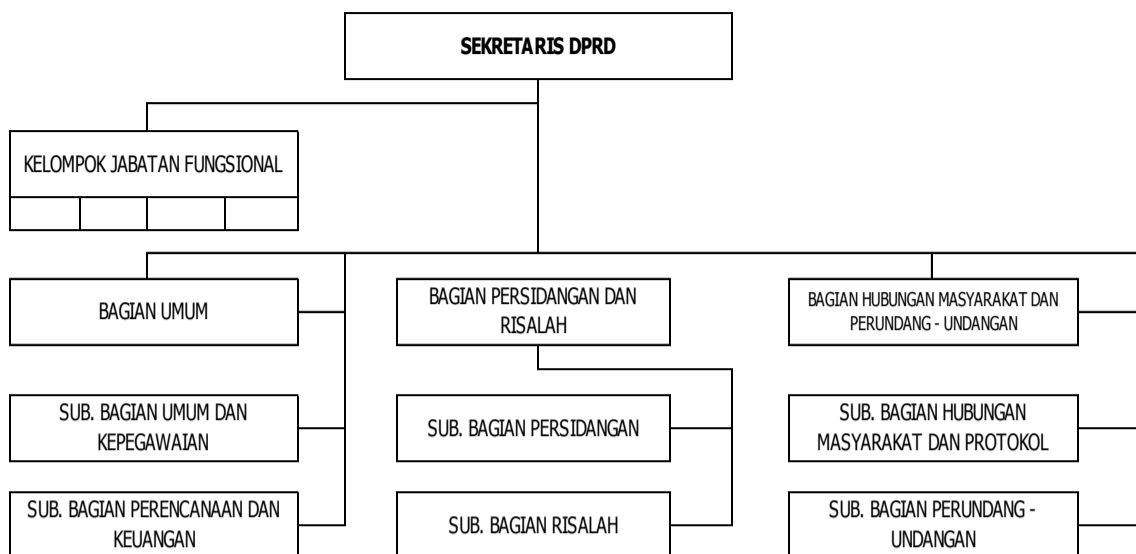 SEKRETARIS DPRD
KELOMPOK JABATAN FUNGSIONAL
BAGIAN UMUM
BAGIAN PERSIDANGAN DAN
RISALAH
BAGIAN HUBUNGAN MASYARAKAT DAN
PERUNDANG - UNDANGAN
SUB. BAGIAN UMUM DAN
KEPEGAWAIAN
SUB. BAGIAN PERSIDANGAN
SUB. BAGIAN HUBUNGAN
MASYARAKAT DAN PROTOKOL
SUB. BAGIAN PERENCANAAN DAN
KEUANGAN
SUB. BAGIAN RISALAH
SUB. BAGIAN PERUNDANG -
UNDANGAN